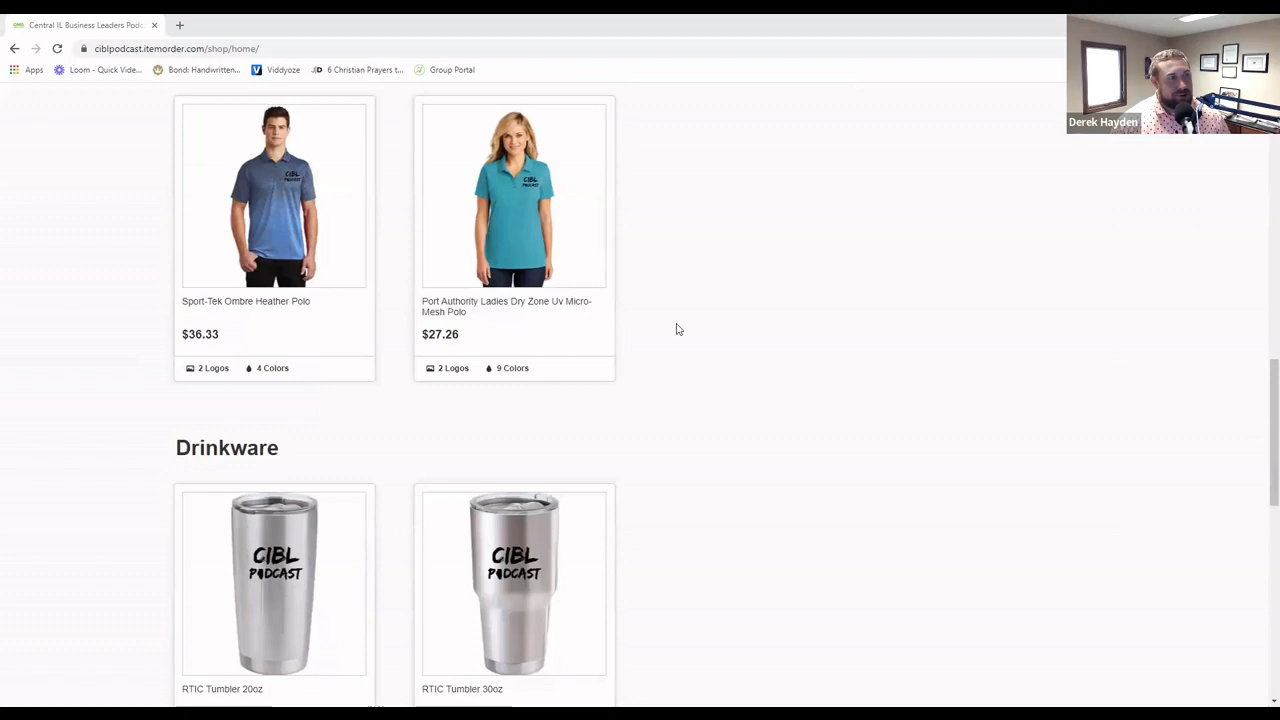 Central IL Business Leaders Podc
ciblpodcast.itemorder.com/shop/home/
Apps
Loom - Quick Vide...
Bond: Handwritten...
Viddyoze
6 Christian Prayers t...
Group Portal
Derek Hayden
CIBL
PODCAST
CIBL
PODCAST
Sport-Tek Ombre Heather Polo
$36.33
2 Logos
4 Colors
Port Authority Ladies Dry Zone Uv Micro-
Mesh Polo
$27.26
2 Logos
9 Colors
Drinkware
CIBL
PODCAST
CIBL
PODCAST
RTIC Tumbler 20oz
RTIC Tumbler 30oz